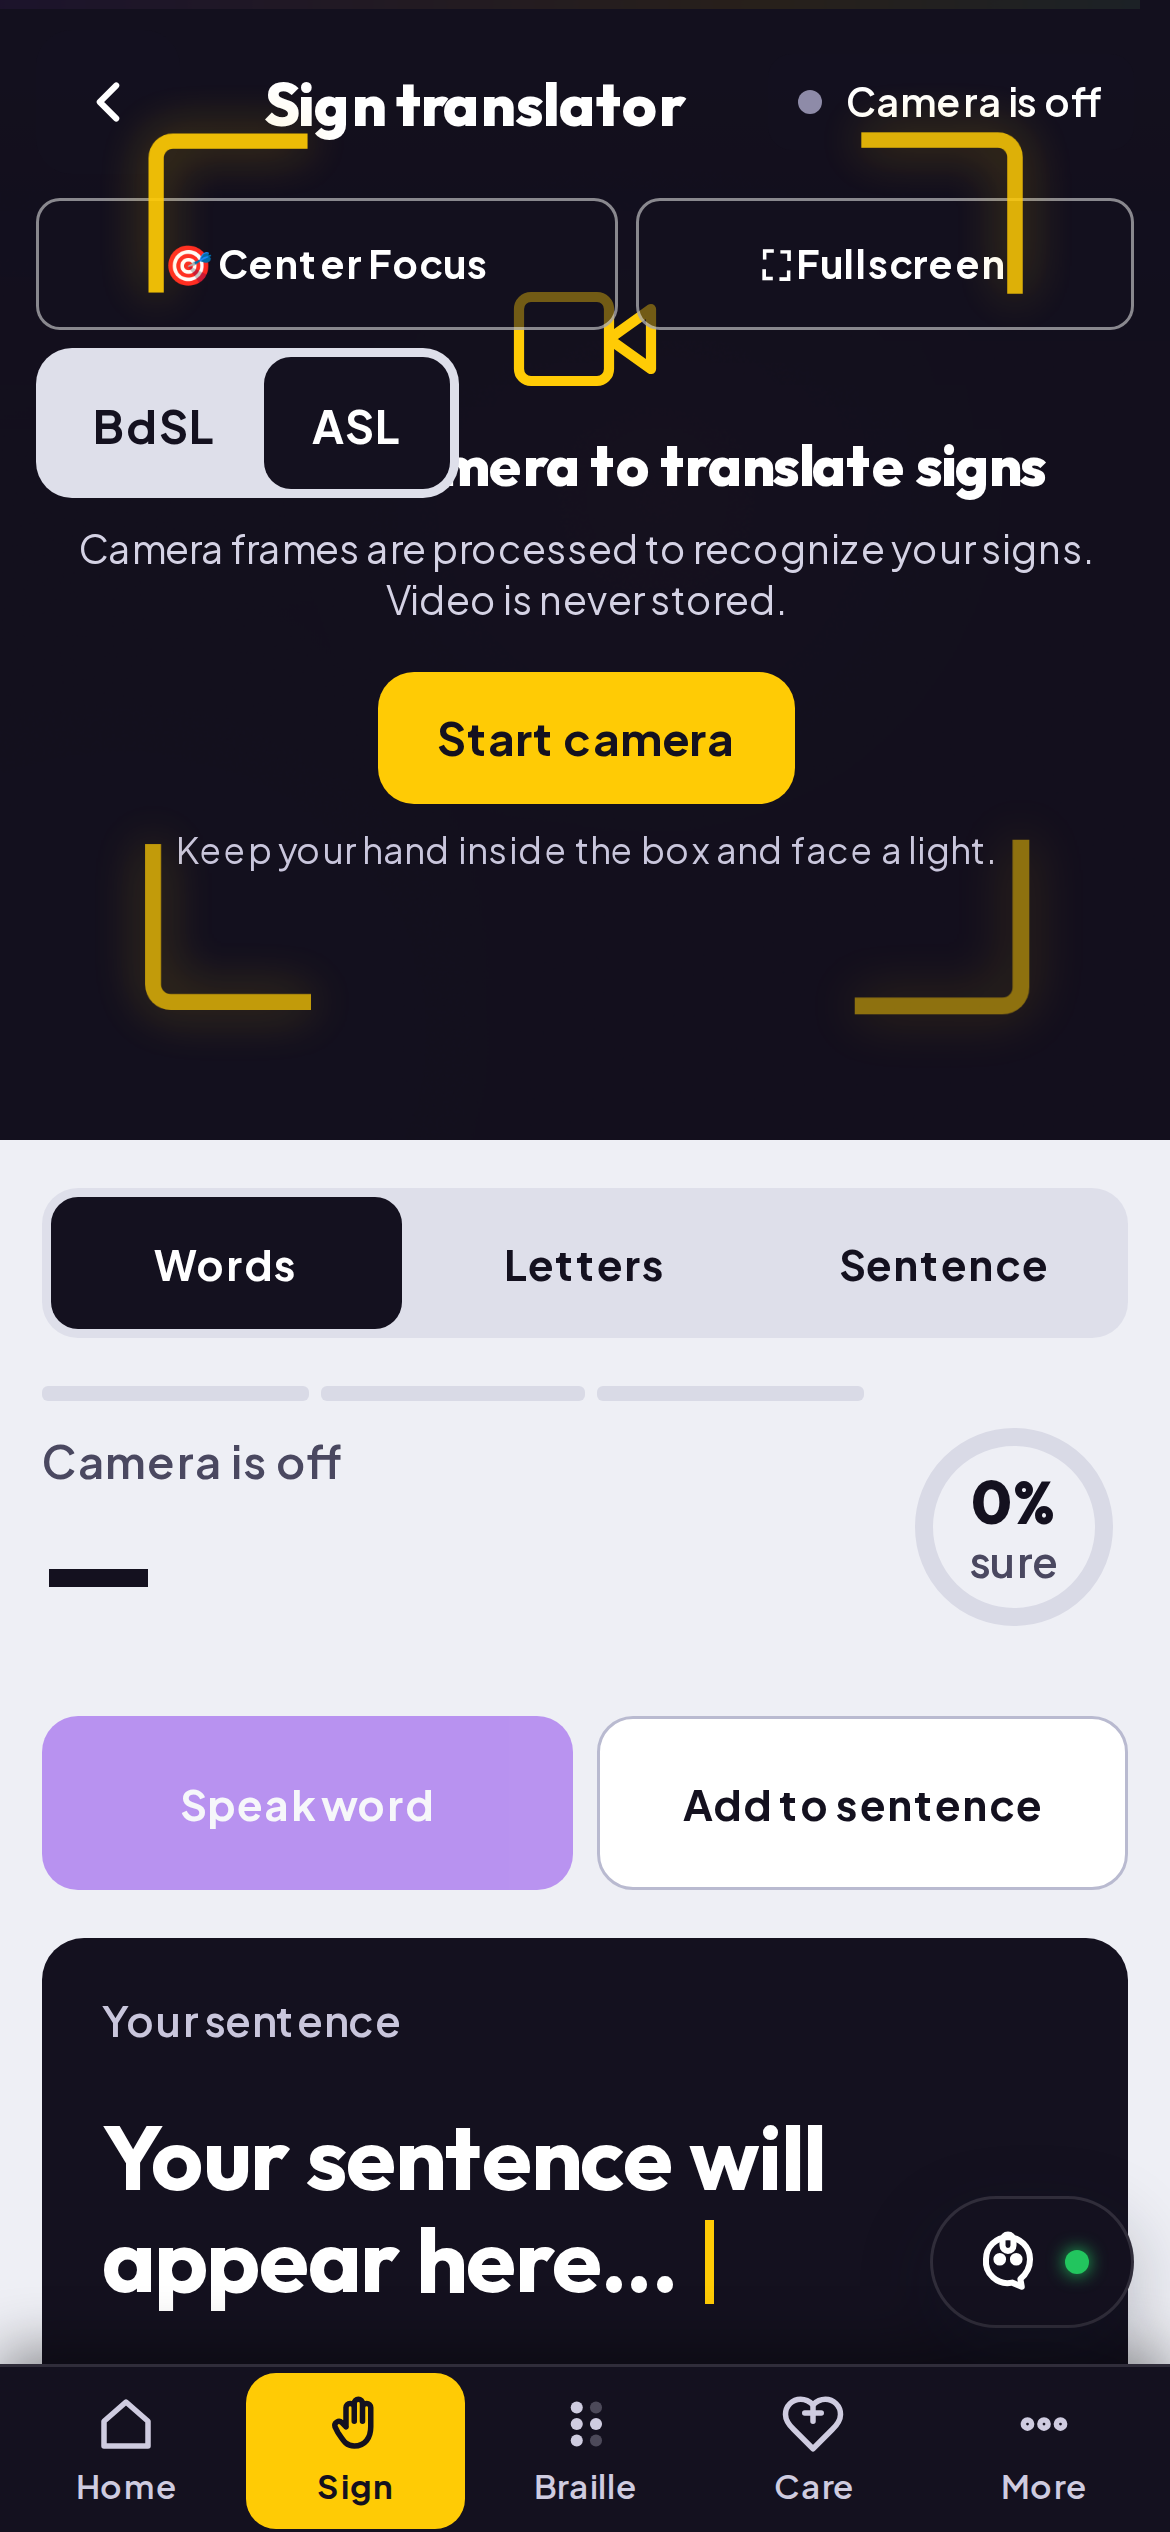 Sign translator
Camera is off
🎯 Center Focus
Fullscreen
BdSL
ASL
to translate signs
Camera frames are processed to recognize your signs.
Video is never stored.
Start camera
Keep your hand inside the box and face a light.
Words
Letters
Sentence
Camera is off
—
0%
sure
Speak word
Add to sentence
Your sentence
Your sentence will
appear here...
Home
Sign
Braille
Care
More